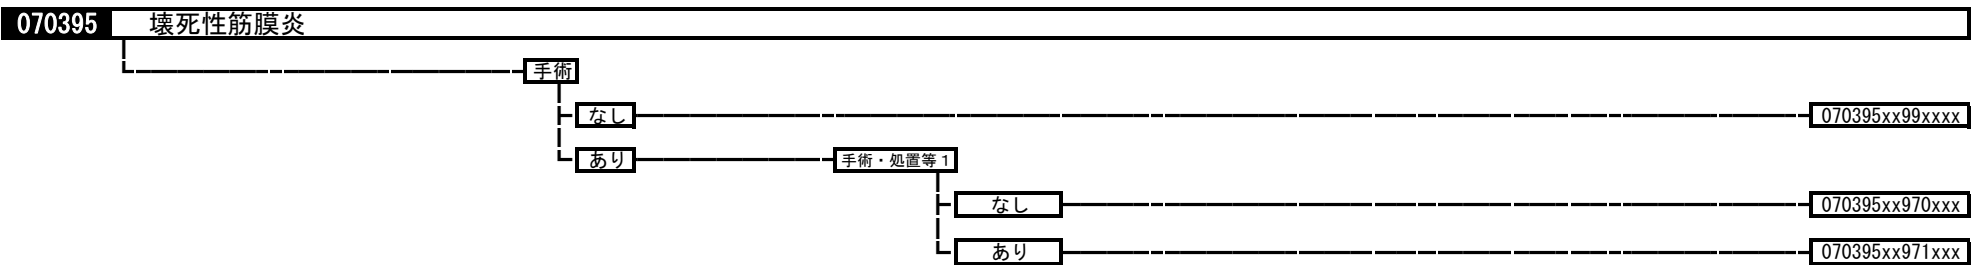 070395 壊死性筋膜炎
手術
なし 070395xx99xxxx
あり 手術・処置等1
なし 070395xx970xxx
あり 070395xx971xxx